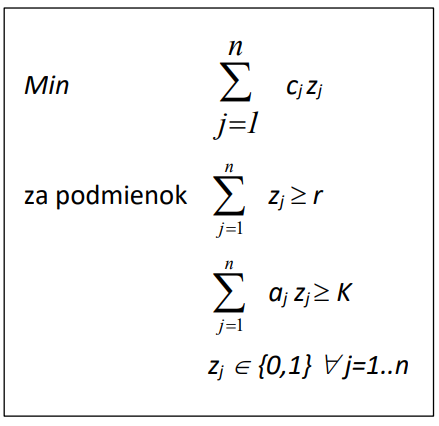 Min n ∑ j=1 c_j z_j
za podmienok n ∑ j=1 z_j ≥ r
n ∑ j=1 a_j z_j ≥ K
z_j ∈ {0,1} ∀ j=1..n